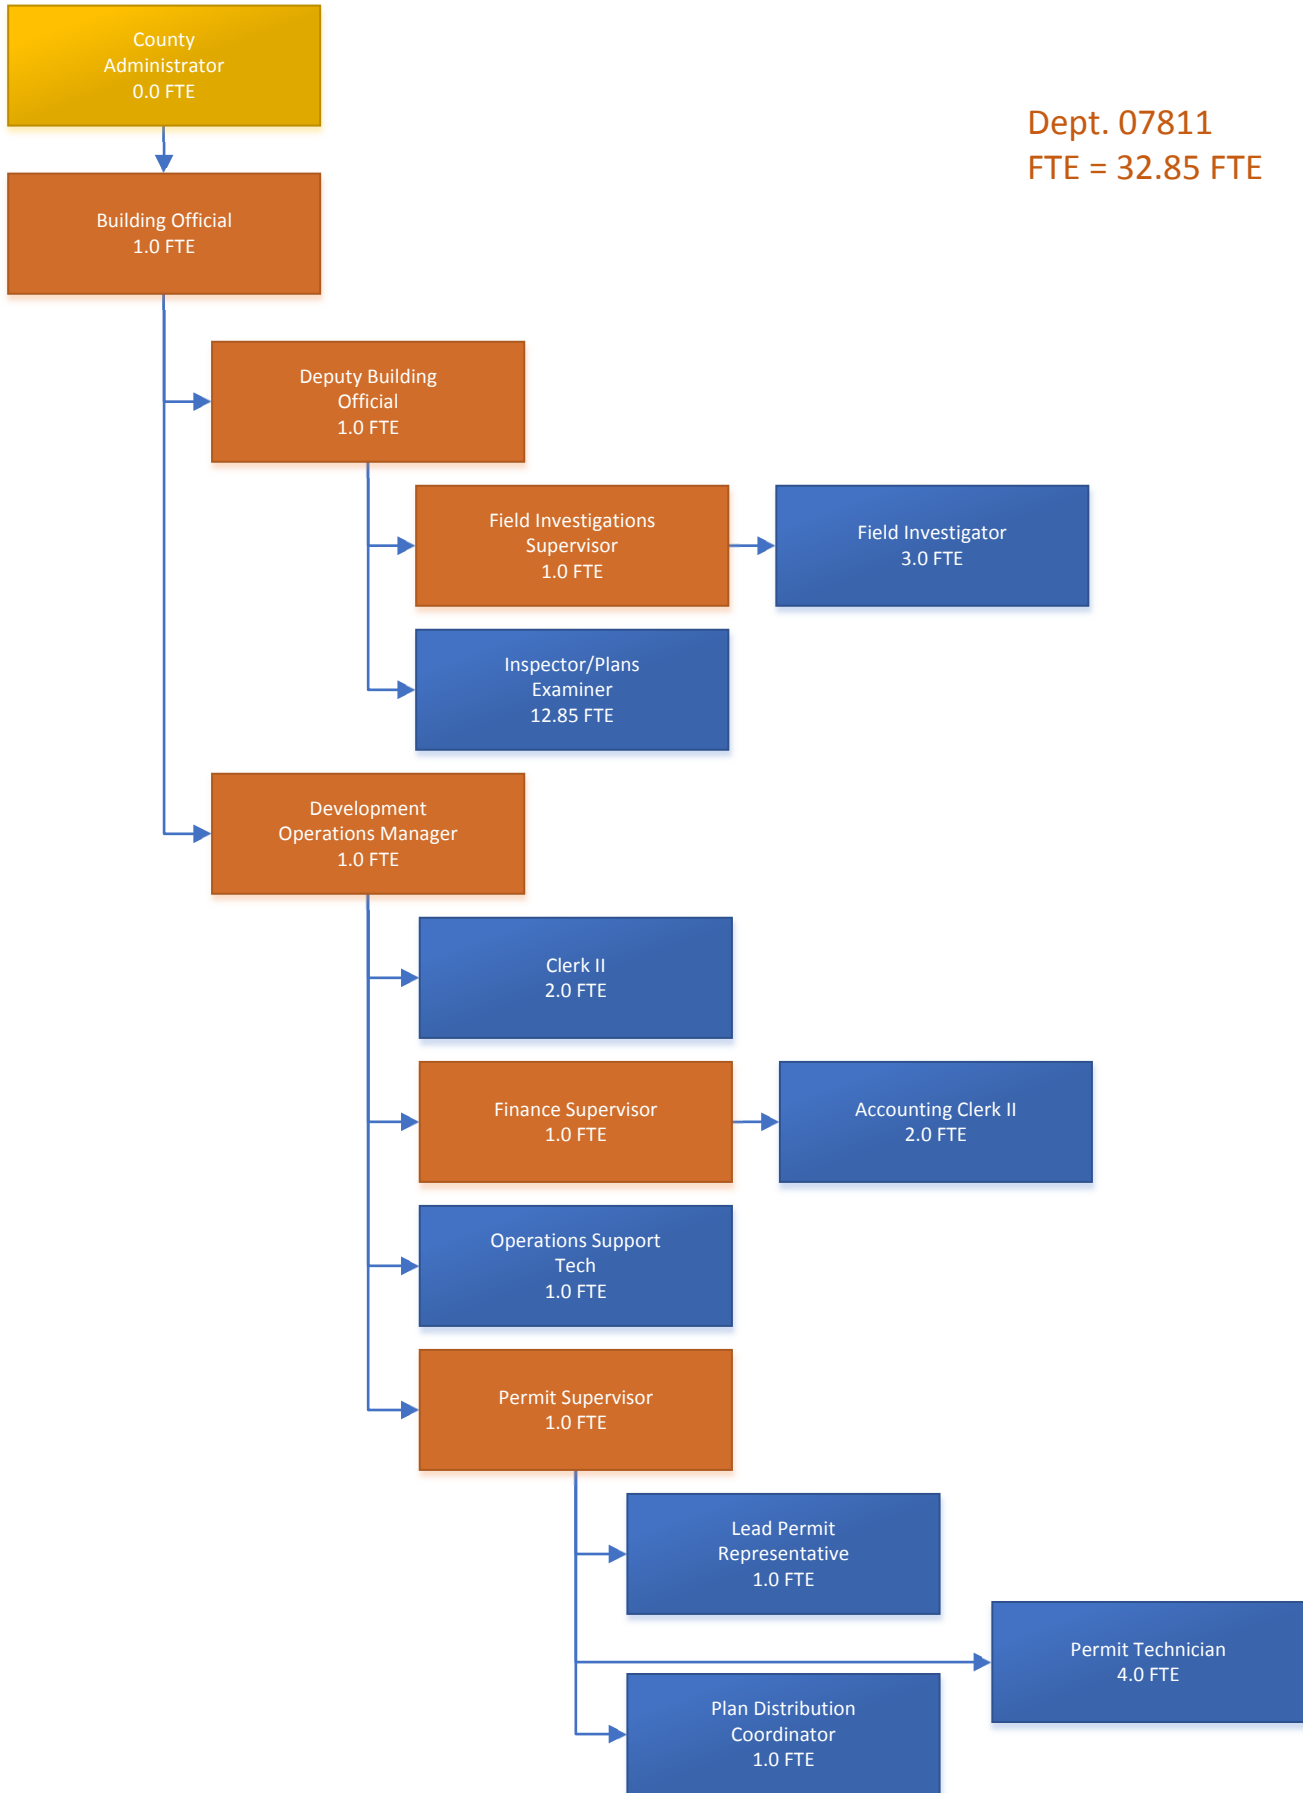 County
Administrator
0.0 FTE
Dept. 07811
FTE = 32.85 FTE
Building Official
1.0 FTE
Deputy Building
Official
1.0 FTE
Field Investigations
Supervisor
1.0 FTE
Field Investigator
3.0 FTE
Inspector/Plans
Examiner
12.85 FTE
Development
Operations Manager
1.0 FTE
Clerk II
2.0 FTE
Finance Supervisor
1.0 FTE
Accounting Clerk II
2.0 FTE
Operations Support
Tech
1.0 FTE
Permit Supervisor
1.0 FTE
Lead Permit
Representative
1.0 FTE
Permit Technician
4.0 FTE
Plan Distribution
Coordinator
1.0 FTE